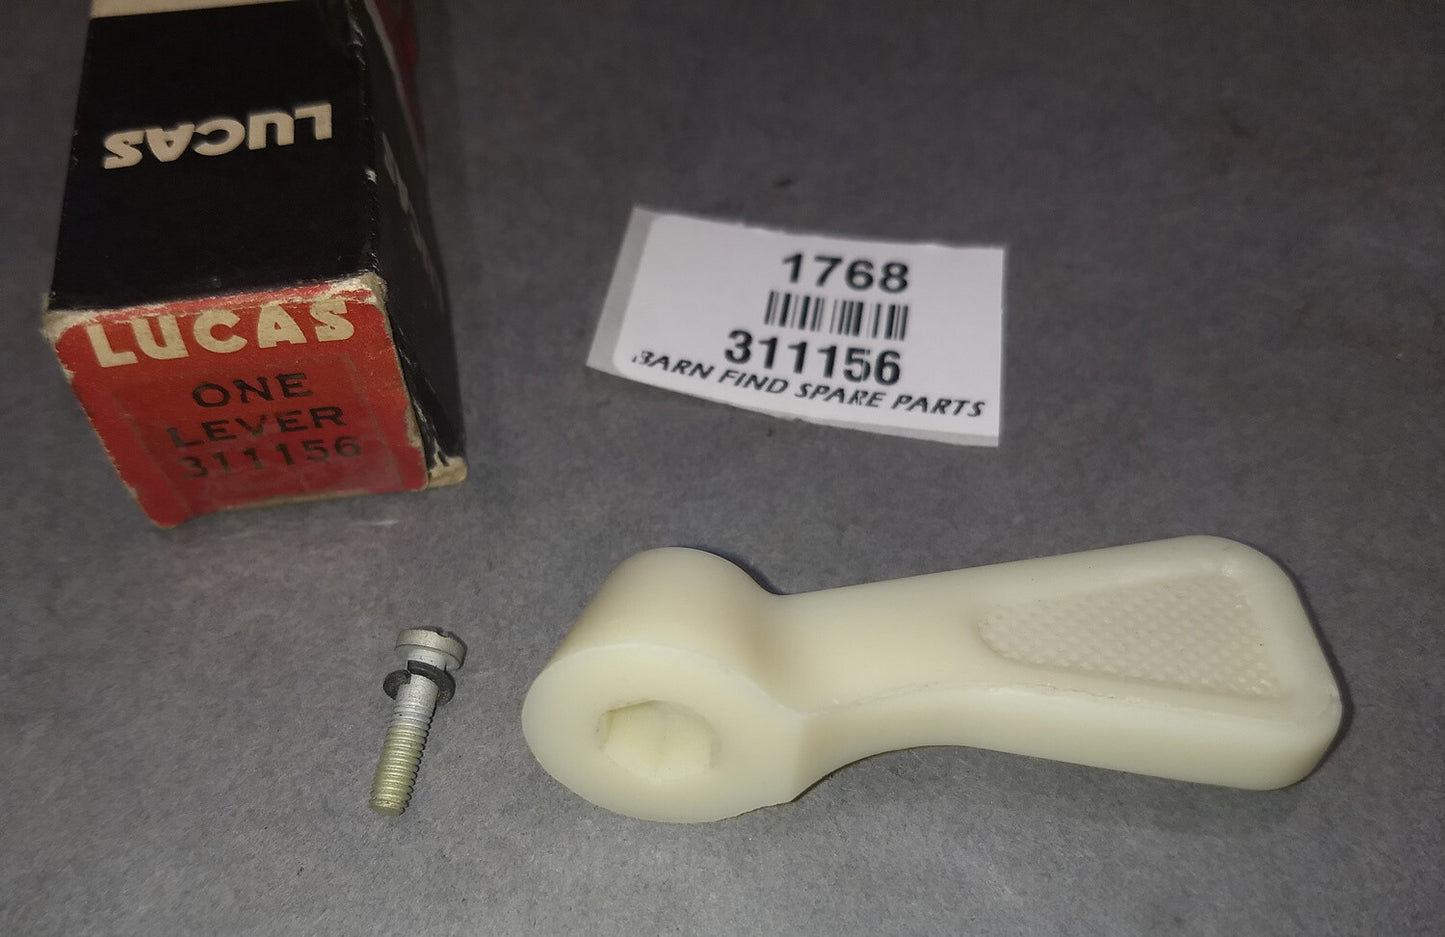 LUCAS
LUCAS
ONE
LEVER
311156
1768
311156
BARN FIND SPARE PARTS